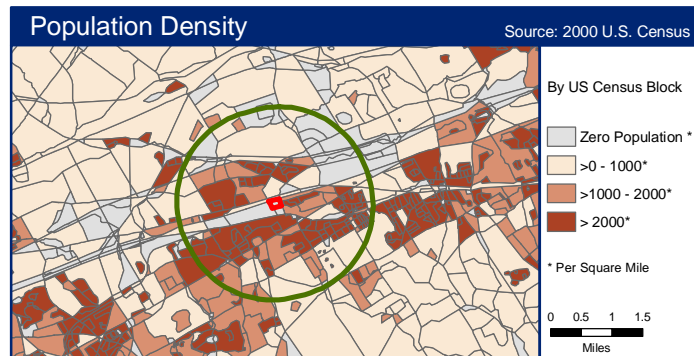 Population Density
Source: 2000 U.S. Census
By US Census Block
Zero Population *
>0 - 1000*
>1000 - 2000*
> 2000*
* Per Square Mile
0 0.5 1 1.5
Miles